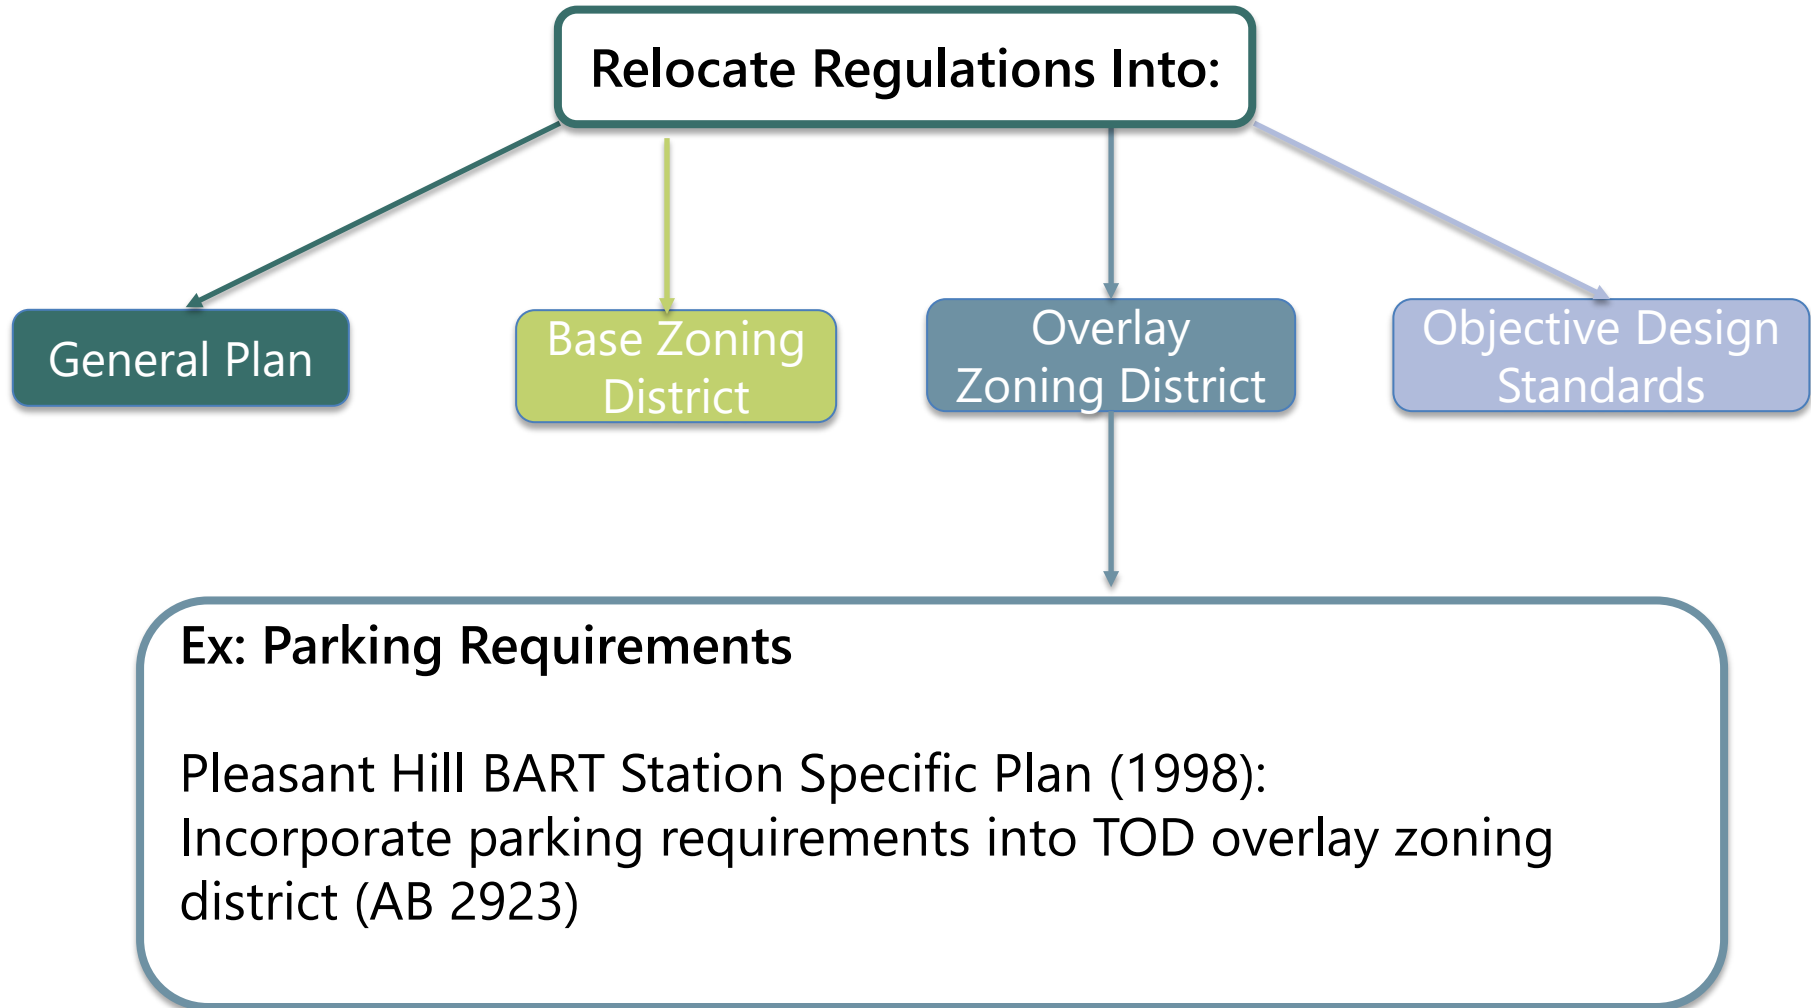 Relocate Regulations Into:
General Plan
Base Zoning
District
Overlay
Zoning District
Objective Design
Standards
Ex: Parking Requirements
Pleasant Hill BART Station Specific Plan (1998):
Incorporate parking requirements into TOD overlay zoning
district (AB 2923)